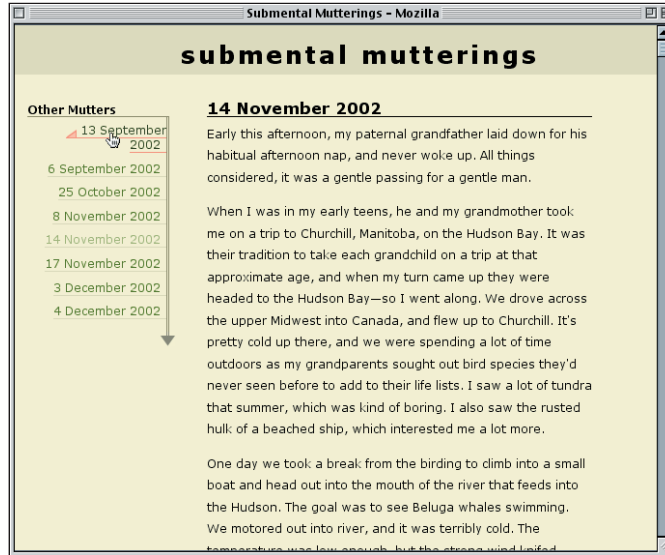 Submental Mutterings – Mozilla
submental mutterings
Other Mutters
13 September
2002
6 September 2002
25 October 2002
8 November 2002
14 November 2002
17 November 2002
3 December 2002
4 December 2002
14 November 2002
Early this afternoon, my paternal grandfather laid down for his
habitual afternoon nap, and never woke up. All things
considered, it was a gentle passing for a gentle man.
When I was in my early teens, he and my grandmother took
me on a trip to Churchill, Manitoba, on the Hudson Bay. It was
their tradition to take each grandchild on a trip at that
approximate age, and when my turn came up they were
headed to the Hudson Bay—so I went along. We drove across
the upper Midwest into Canada, and flew up to Churchill. It's
pretty cold up there, and we were spending a lot of time
outdoors as my grandparents sought out bird species they'd
never seen before to add to their life lists. I saw a lot of tundra
that summer, which was kind of boring. I also saw the rusted
hulk of a beached ship, which interested me a lot more.
One day we took a break from the birding to climb into a small
boat and head out into the mouth of the river that feeds into
the Hudson. The goal was to see Beluga whales swimming.
We motored out into river, and it was terribly cold. The
temperature was low enough, but the strong wind knifed